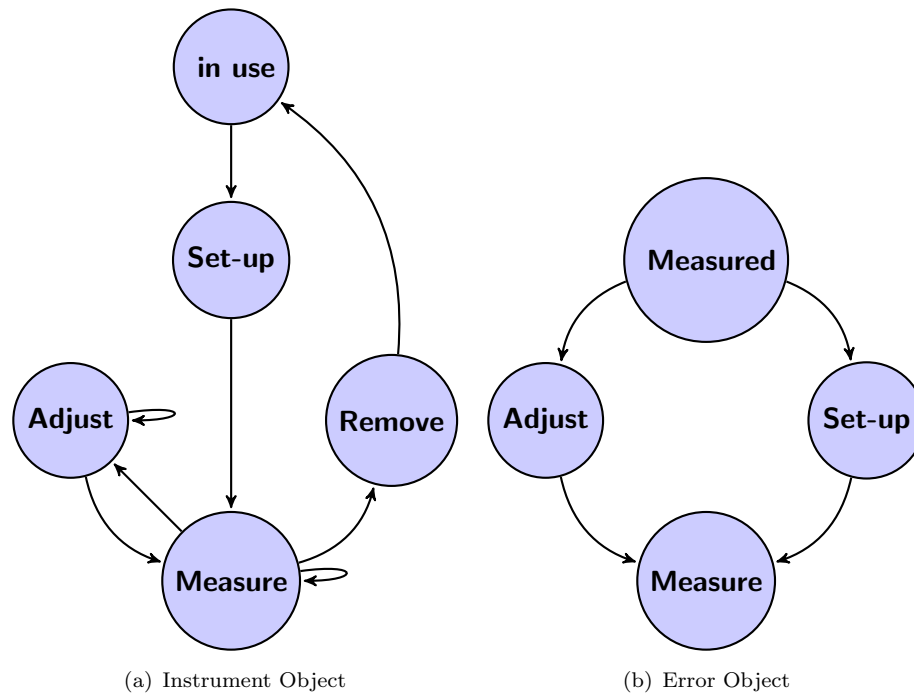 in use
Set-up
Adjust
Remove
Measure
(a) Instrument Object
Measured
Adjust
Set-up
Measure
(b) Error Object